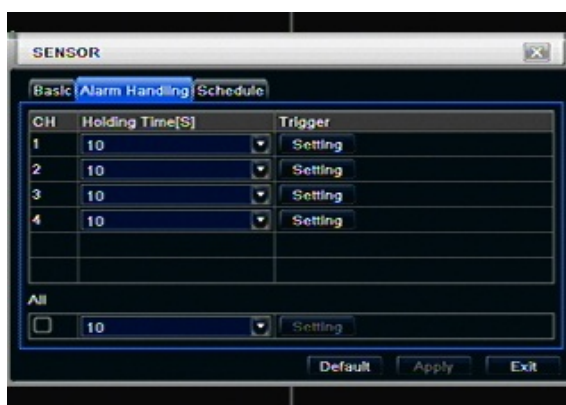 SENSOR
Basic Alarm Handling Schedule
CH Holding Time[S] Trigger
1 10 Setting
2 10 Setting
3 10 Setting
4 10 Setting
All
10 Setting
Default Apply Exit